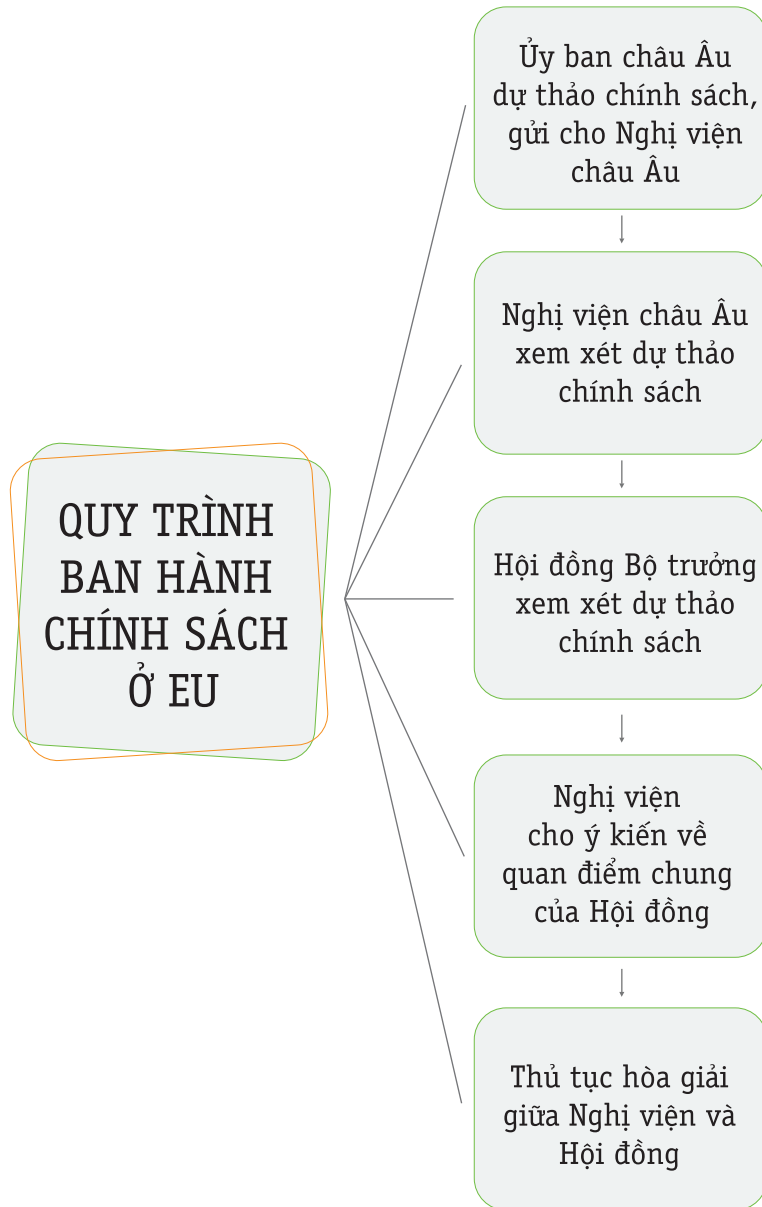 QUY TRÌNH
BAN HÀNH
CHÍNH SÁCH
Ở EU
Ủy ban châu Âu
dự thảo chính sách,
gửi cho Nghị viện
châu Âu
Nghị viện châu Âu
xem xét dự thảo
chính sách
Hội đồng Bộ trưởng
xem xét dự thảo
chính sách
Nghị viện
cho ý kiến về
quan điểm chung
của Hội đồng
Thủ tục hòa giải
giữa Nghị viện và
Hội đồng